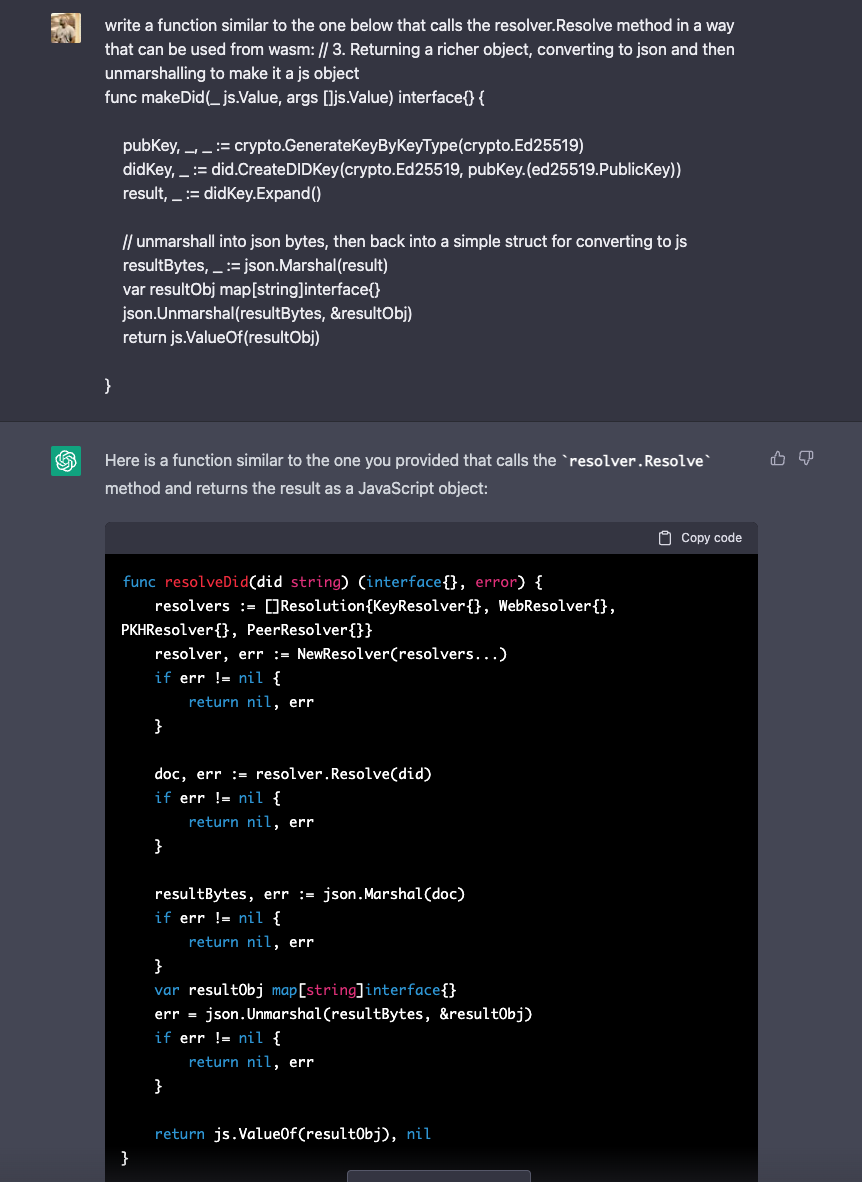 write a function similar to the one below that calls the resolver.Resolve method in a way
that can be used from wasm: // 3. Returning a richer object, converting to json and then
unmarshalling to make it a js object
func makeDid(_ js.Value, args []js.Value) interface{} {
pubKey, _, _ := crypto.GenerateKeyByKeyType(crypto.Ed25519)
didKey, _ := did.CreateDIDKey(crypto.Ed25519, pubKey.(ed25519.PublicKey))
result, _ := didKey.Expand()
// unmarshall into json bytes, then back into a simple struct for converting to js
resultBytes, _ := json.Marshal(result)
var resultObj map[string]interface{}
json.Unmarshal(resultBytes, &resultObj)
return js.ValueOf(resultObj)
}
Here is a function similar to the one you provided that calls the `resolver.Resolve`
method and returns the result as a JavaScript object:
Copy code
func resolveDid(did string) (interface{}, error) {
resolvers := []Resolution{KeyResolver{}, WebResolver{},
PKHResolver{}, PeerResolver{}}
resolver, err := NewResolver(resolvers...)
if err != nil {
return nil, err
}
doc, err := resolver.Resolve(did)
if err != nil {
return nil, err
}
resultBytes, err := json.Marshal(doc)
if err != nil {
return nil, err
}
var resultObj map[string]interface{}
err = json.Unmarshal(resultBytes, &resultObj)
if err != nil {
return nil, err
}
return js.ValueOf(resultObj), nil
}